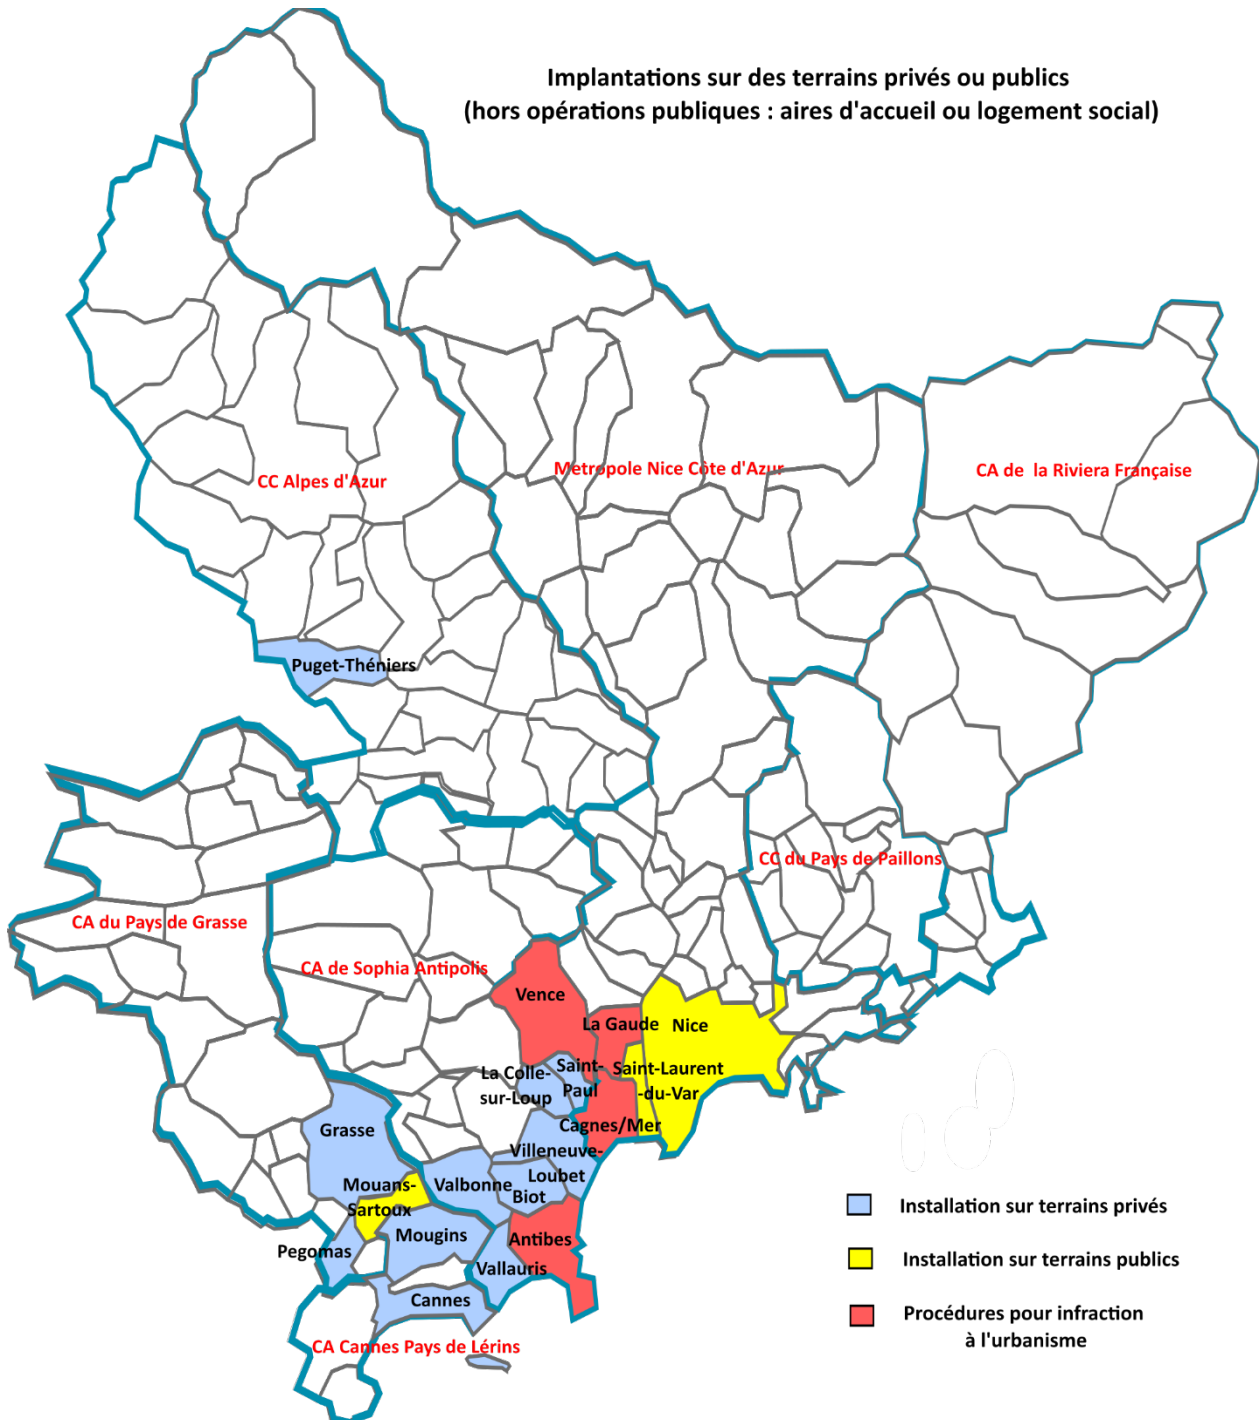 Implantations sur des terrains privés ou publics
(hors opérations publiques : aires d'accueil ou logement social)
CC Alpes d'Azur
Metropole Nice Côte d'Azur
CA de la Riviera Française
Puget-Théniers
CC du Pays de Paillons
CA du Pays de Grasse
CA de Sophia Antipolis
Vence
La Gaude
Nice
La Colle-
sur-Loup
Saint-
Paul
Saint-Laurent
-du-Var
Cagnes/Mer
Grasse
Villeneuve-
Loubet
Mouans-
Sartoux
Valbonne
Biot
Pegomas
Mougins
Antibes
Vallauris
Cannes
CA Cannes Pays de Lérins
Installation sur terrains privés
Installation sur terrains publics
Procédures pour infraction
à l'urbanisme